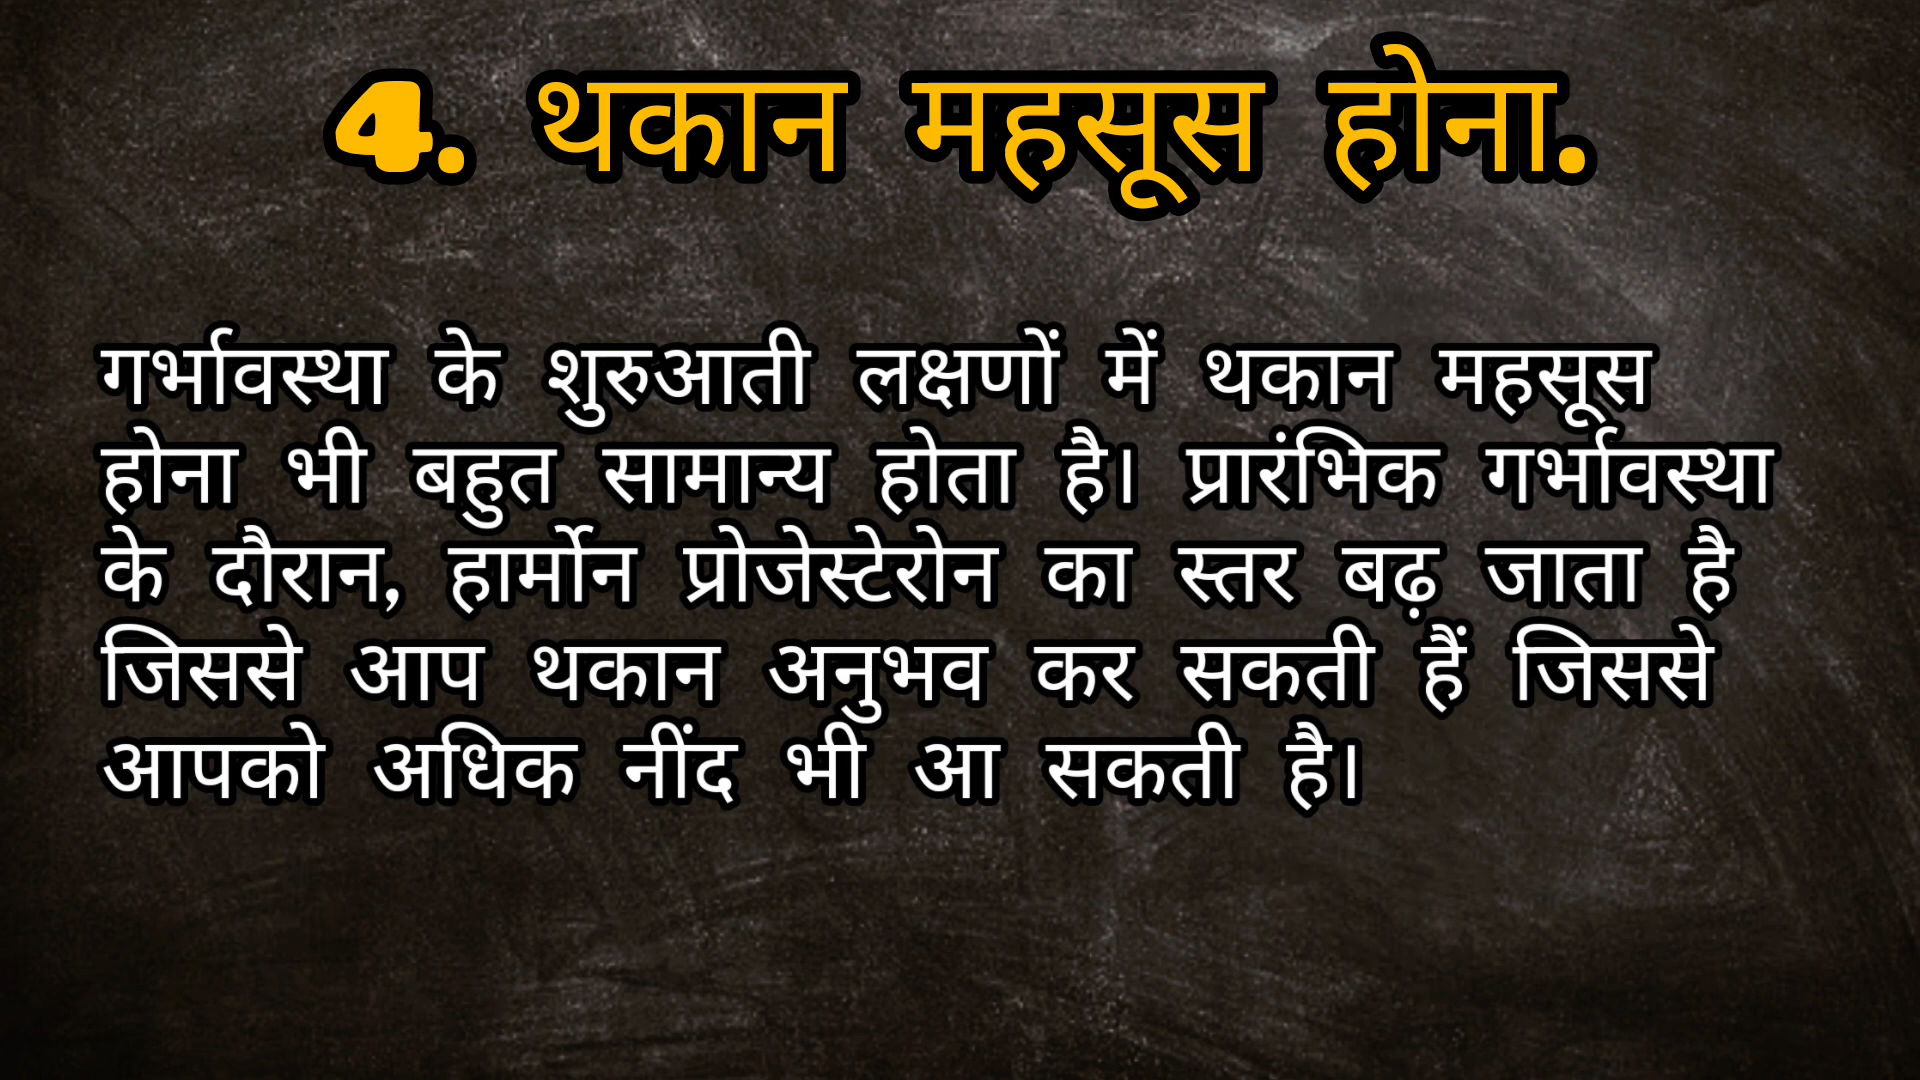 4. थकान महसूस होना.
गर्भावस्था के शुरुआती लक्षणों में थकान महसूस
होना भी बहुत सामान्य होता है। प्रारंभिक गर्भावस्था
के दौरान, हार्मोन प्रोजेस्टेरोन का स्तर बढ़ जाता है
जिससे आप थकान अनुभव कर सकती हैं जिससे
आपको अधिक नींद भी आ सकती है।